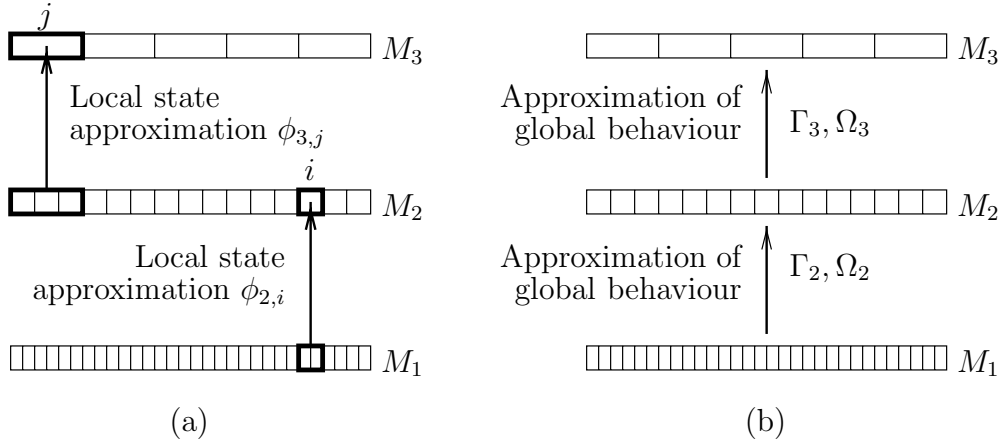 j
M3
Local state
approximation ϕ3,j
i
M2
Local state
approximation ϕ2,i
M1
(a)
M3
Approximation of
global behaviour
Γ3, Ω3
M2
Approximation of
global behaviour
Γ2, Ω2
M1
(b)